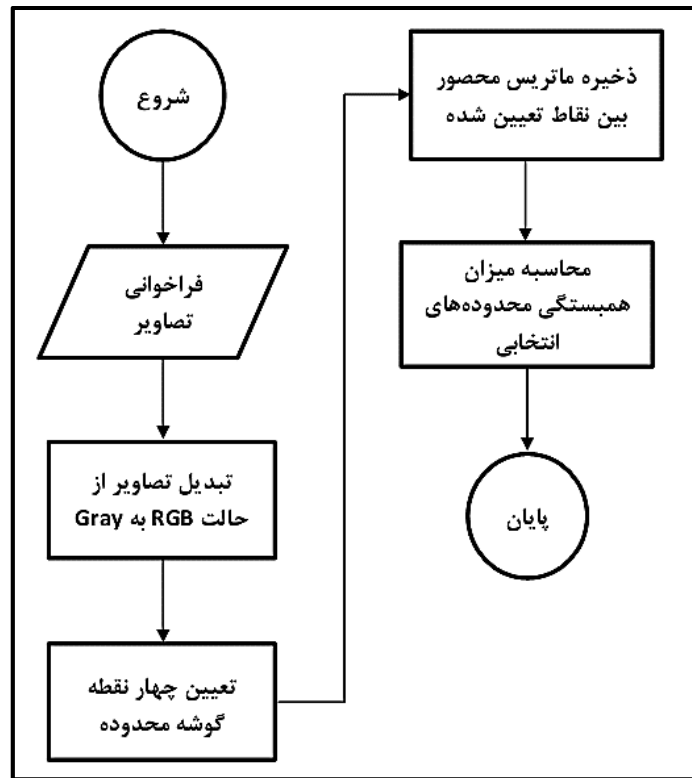 شروع
فراخوانی
تصاویر
تبدیل تصاویر از
حالت RGB به Gray
تعیین چهار نقطه
گوشه محدوده
ذخیره ماتریس محصور
بین نقاط تعیین شده
محاسبه میزان
همبستگی محدوده‌های
انتخابی
پایان